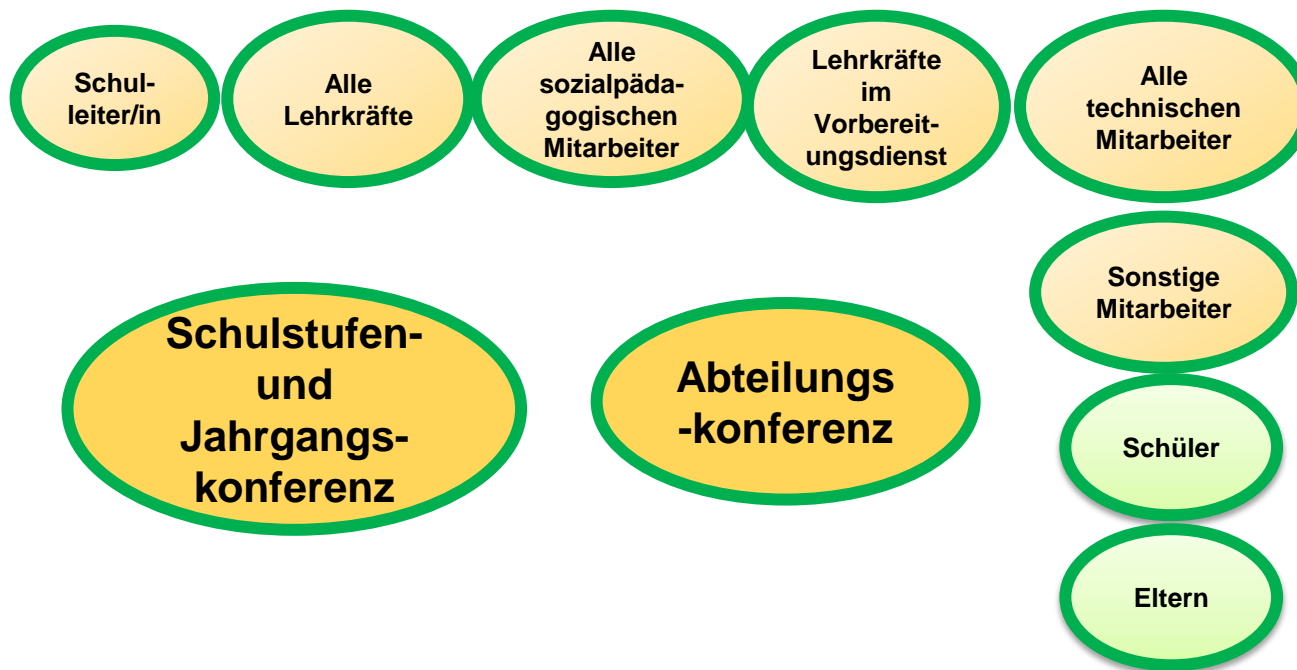 Schul-
leiter/in
Alle
Lehrkräfte
Alle
sozialpäda-
gogischen
Mitarbeiter
Lehrkräfte
im
Vorbereit-
ungsdienst
Alle
technischen
Mitarbeiter
Sonstige
Mitarbeiter
Schulstufen-
und
Jahrgangs-
konferenz
Abteilungs
-konferenz
Schüler
Eltern